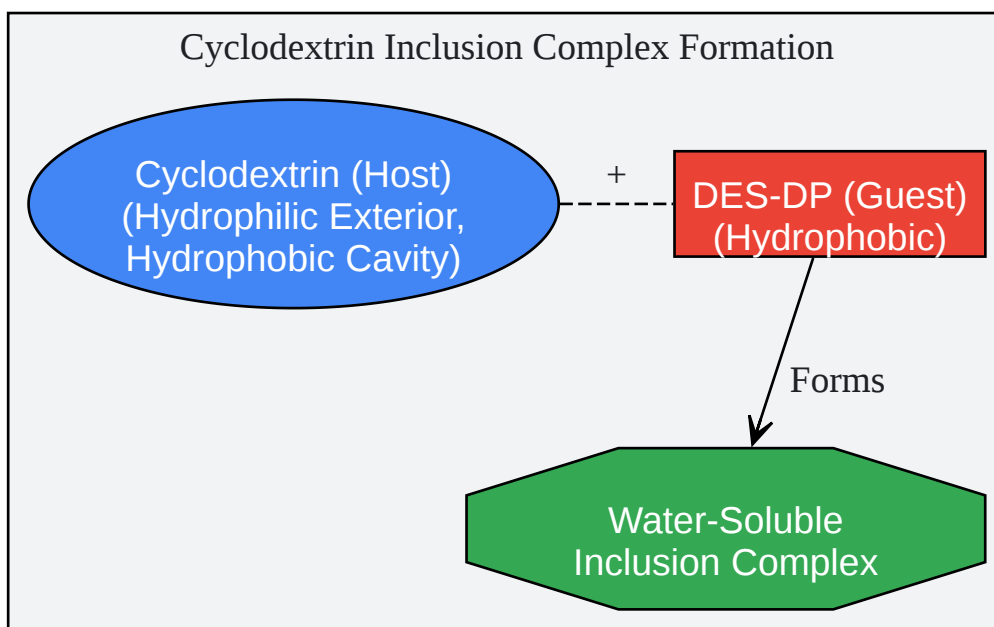 Cyclodextrin Inclusion Complex Formation
Cyclodextrin (Host)
(Hydrophilic Exterior,
Hydrophobic Cavity)
+
DES-DP (Guest)
(Hydrophobic)
Forms
Water-Soluble
Inclusion Complex